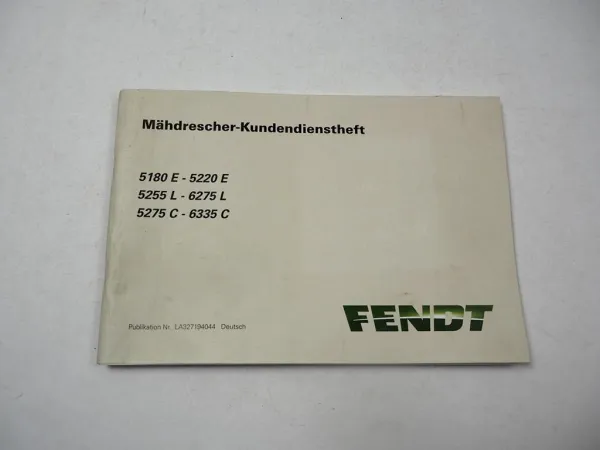 Mähdrescher-Kundendienstheft
5180 E - 5220 E
5255 L - 6275 L
5275 C - 6335 C
Publikation Nr. LA327194044 Deutsch
FENDT